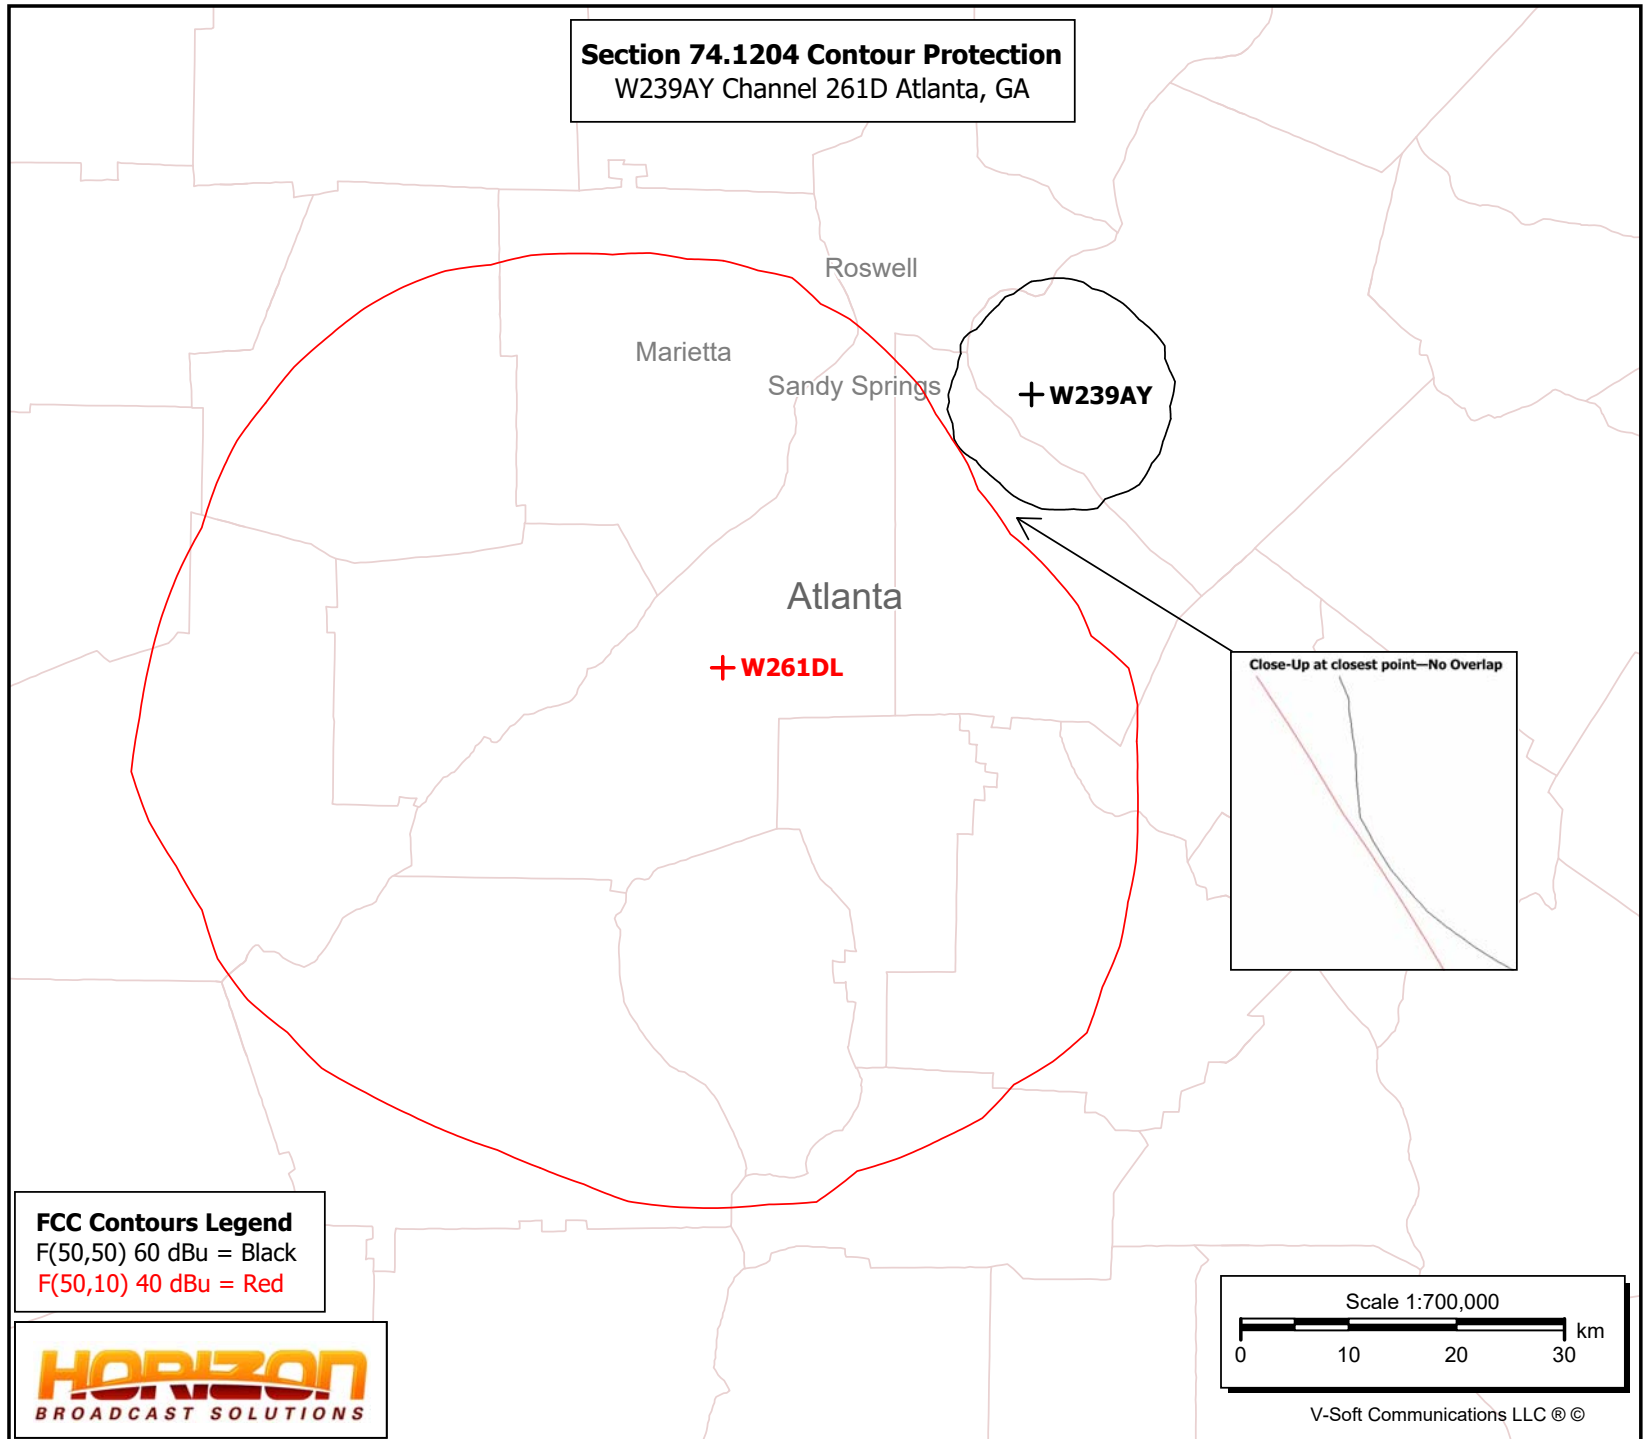 Section 74.1204 Contour Protection
W239AY Channel 261D Atlanta, GA
Roswell
Marietta
Sandy Springs
W239AY
Atlanta
W261DL
Close-Up at closest point—No Overlap
FCC Contours Legend
F(50,50) 60 dBu = Black
F(50,10) 40 dBu = Red
HORIZON
BROADCAST SOLUTIONS
Scale 1:700,000
km
0 10 20 30
V-Soft Communications LLC ® ©